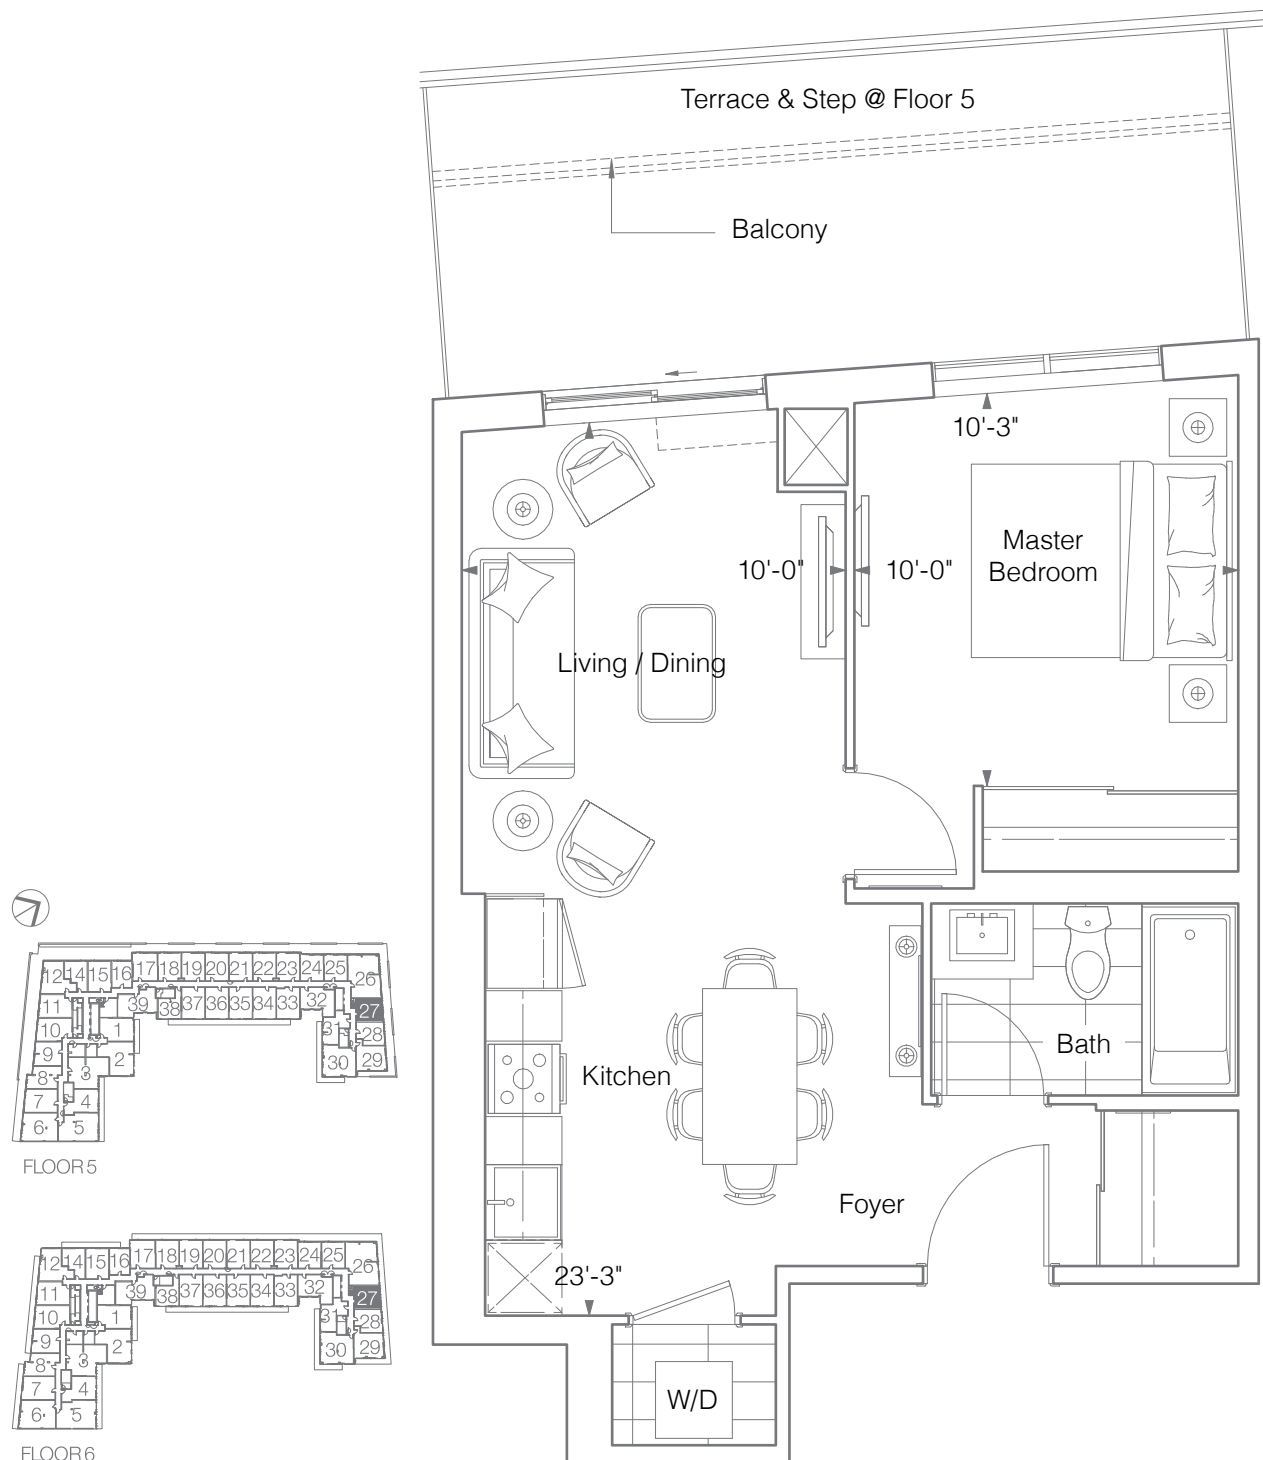 Terrace & Step @ Floor 5
Balcony
10'-3"
Master
Bedroom
10'-0"
10'-0"
Living / Dining
Kitchen
Bath
Foyer
23'-3"
W/D
12 14 15 16 17 18 19 20 21 22 23 24 25 26
11 39 38 37 36 35 34 33 32 27
10 1 31 28
9 2 30 29
8 3
7 4
6 5
FLOOR 5
12 14 15 16 17 18 19 20 21 22 23 24 25 26
11 39 38 37 36 35 34 33 32 27
10 1 31 28
9 2 30 29
8 3
7 4
6 5
FLOOR 6